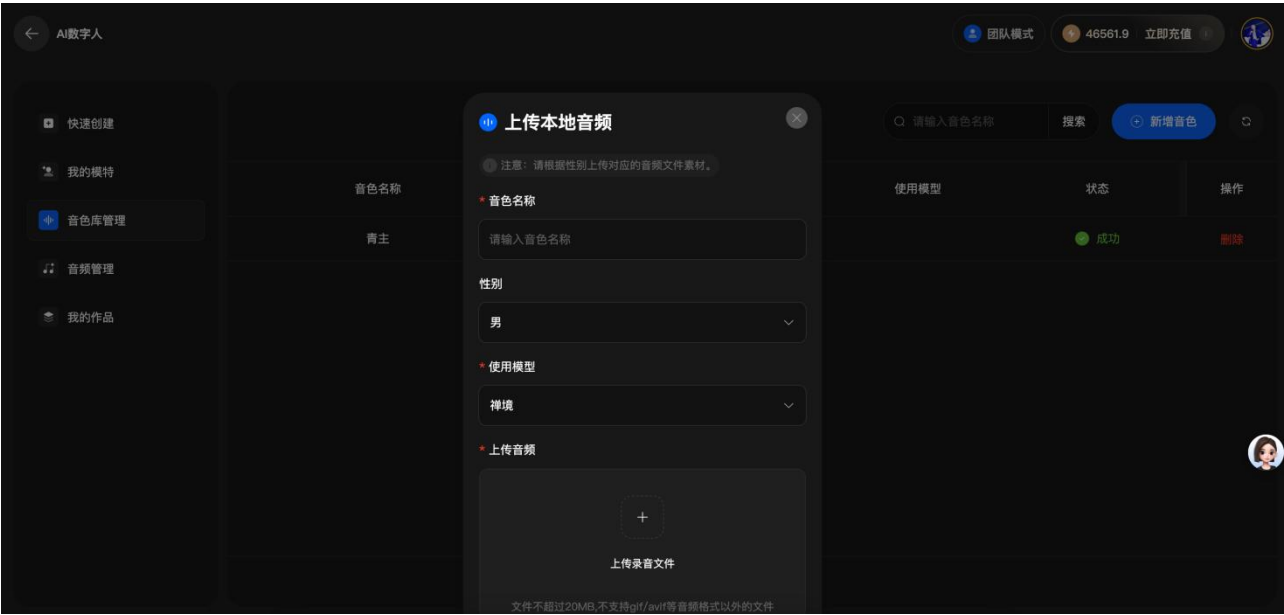 AI数字人
团队模式
46561.9 立即充值
快速创建
我的模特
音色库管理
音频管理
我的作品
请输入音色名称 搜索 新增音色
音色名称 使用模型 状态 操作
青主 成功 删除
上传本地音频
注意：请根据性别上传对应的音频文件素材。
* 音色名称
请输入音色名称
性别
男
* 使用模型
禅境
* 上传音频
上传录音文件
文件不超过20MB,不支持gif/avif等音频格式以外的文件